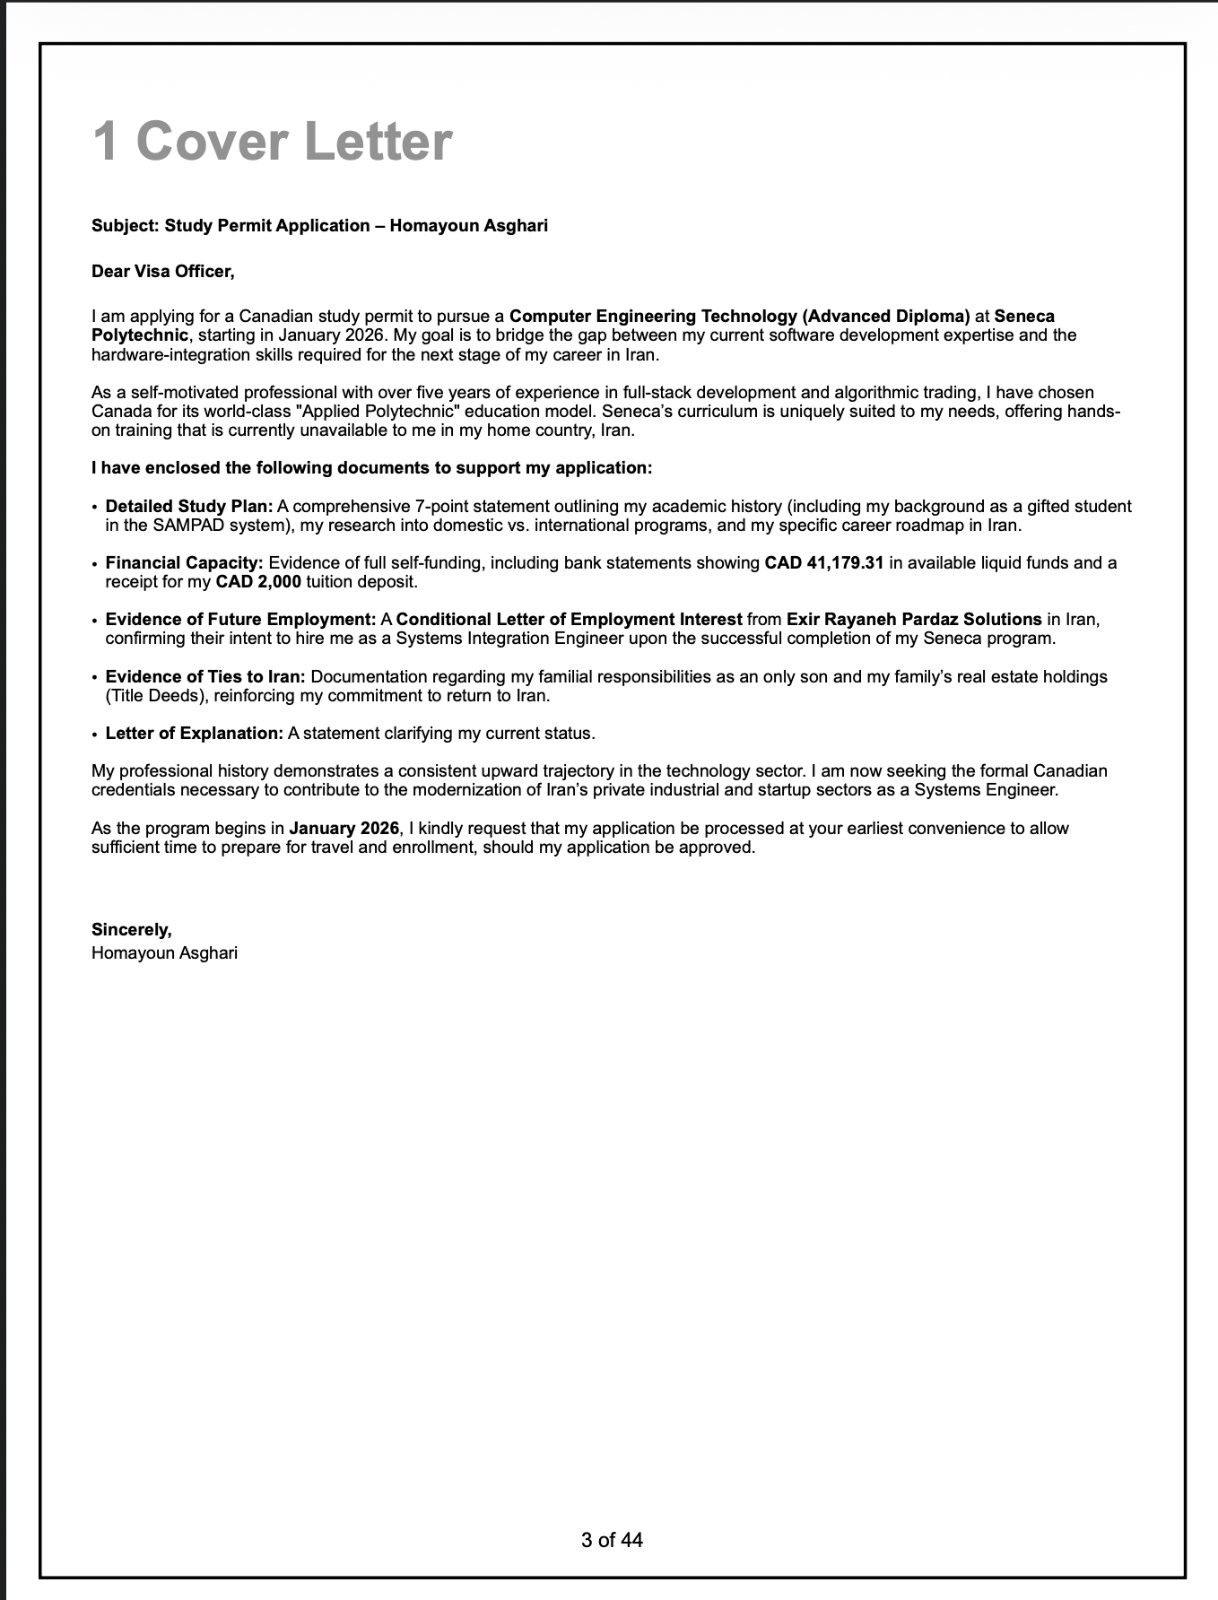 1 Cover Letter
Subject: Study Permit Application – Homayoun Asghari
Dear Visa Officer,
I am applying for a Canadian study permit to pursue a Computer Engineering Technology (Advanced Diploma) at Seneca
Polytechnic, starting in January 2026. My goal is to bridge the gap between my current software development expertise and the
hardware-integration skills required for the next stage of my career in Iran.
As a self-motivated professional with over five years of experience in full-stack development and algorithmic trading, I have chosen
Canada for its world-class "Applied Polytechnic" education model. Seneca’s curriculum is uniquely suited to my needs, offering hands-
on training that is currently unavailable to me in my home country, Iran.
I have enclosed the following documents to support my application:
• Detailed Study Plan: A comprehensive 7-point statement outlining my academic history (including my background as a gifted student
in the SAMPAD system), my research into domestic vs. international programs, and my specific career roadmap in Iran.
• Financial Capacity: Evidence of full self-funding, including bank statements showing CAD 41,179.31 in available liquid funds and a
receipt for my CAD 2,000 tuition deposit.
• Evidence of Future Employment: A Conditional Letter of Employment Interest from Exir Rayaneh Pardaz Solutions in Iran,
confirming their intent to hire me as a Systems Integration Engineer upon the successful completion of my Seneca program.
• Evidence of Ties to Iran: Documentation regarding my familial responsibilities as an only son and my family’s real estate holdings
(Title Deeds), reinforcing my commitment to return to Iran.
• Letter of Explanation: A statement clarifying my current status.
My professional history demonstrates a consistent upward trajectory in the technology sector. I am now seeking the formal Canadian
credentials necessary to contribute to the modernization of Iran’s private industrial and startup sectors as a Systems Engineer.
As the program begins in January 2026, I kindly request that my application be processed at your earliest convenience to allow
sufficient time to prepare for travel and enrollment, should my application be approved.
Sincerely,
Homayoun Asghari
3 of 44